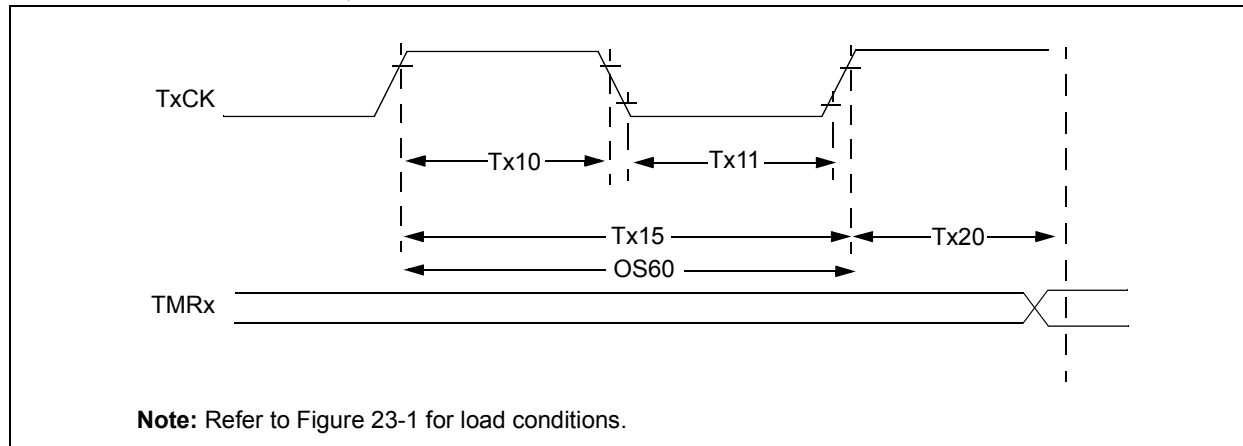 TxCK
Tx10
Tx11
Tx15
Tx20
OS60
TMRx
Note: Refer to Figure 23-1 for load conditions.